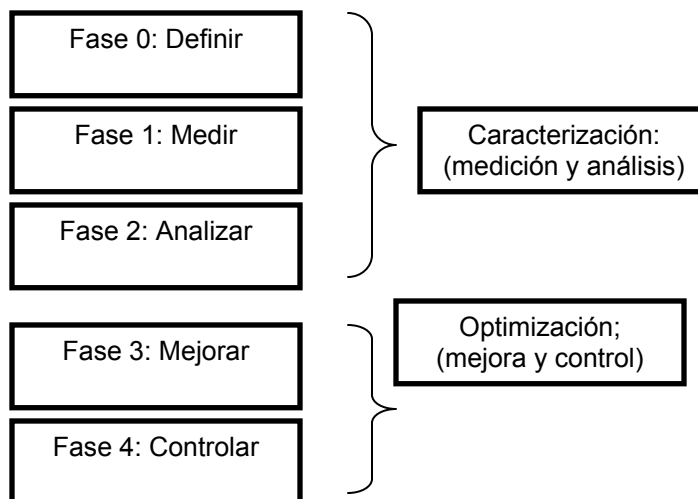 Fase 0: Definir
Fase 1: Medir
Fase 2: Analizar
Caracterización:
(medición y análisis)
Fase 3: Mejorar
Fase 4: Controlar
Optimización;
(mejora y control)